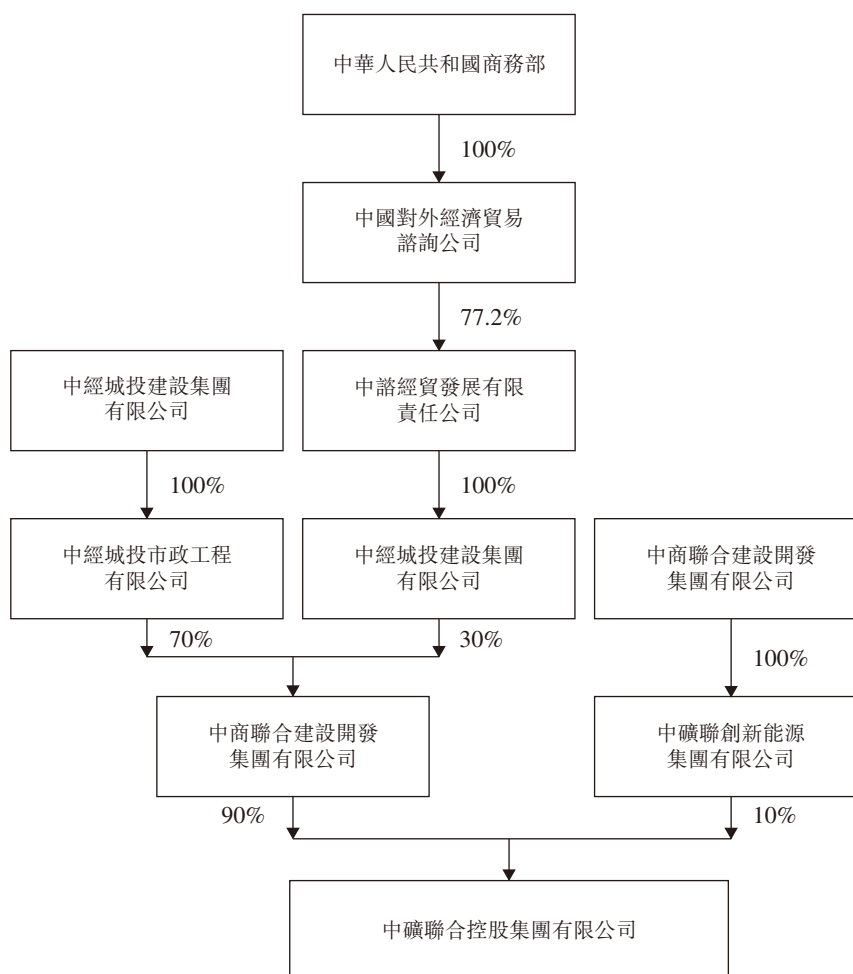 中華人民共和國商務部
100%
中國對外經濟貿易
諮詢公司
77.2%
中經城投建設集團
有限公司
中諮經貿發展有限
責任公司
100%
100%
中經城投市政工程
有限公司
中經城投建設集團
有限公司
中商聯合建設開發
集團有限公司
70%
30%
100%
中商聯合建設開發
集團有限公司
中礦聯創新能源
集團有限公司
90%
10%
中礦聯合控股集團有限公司